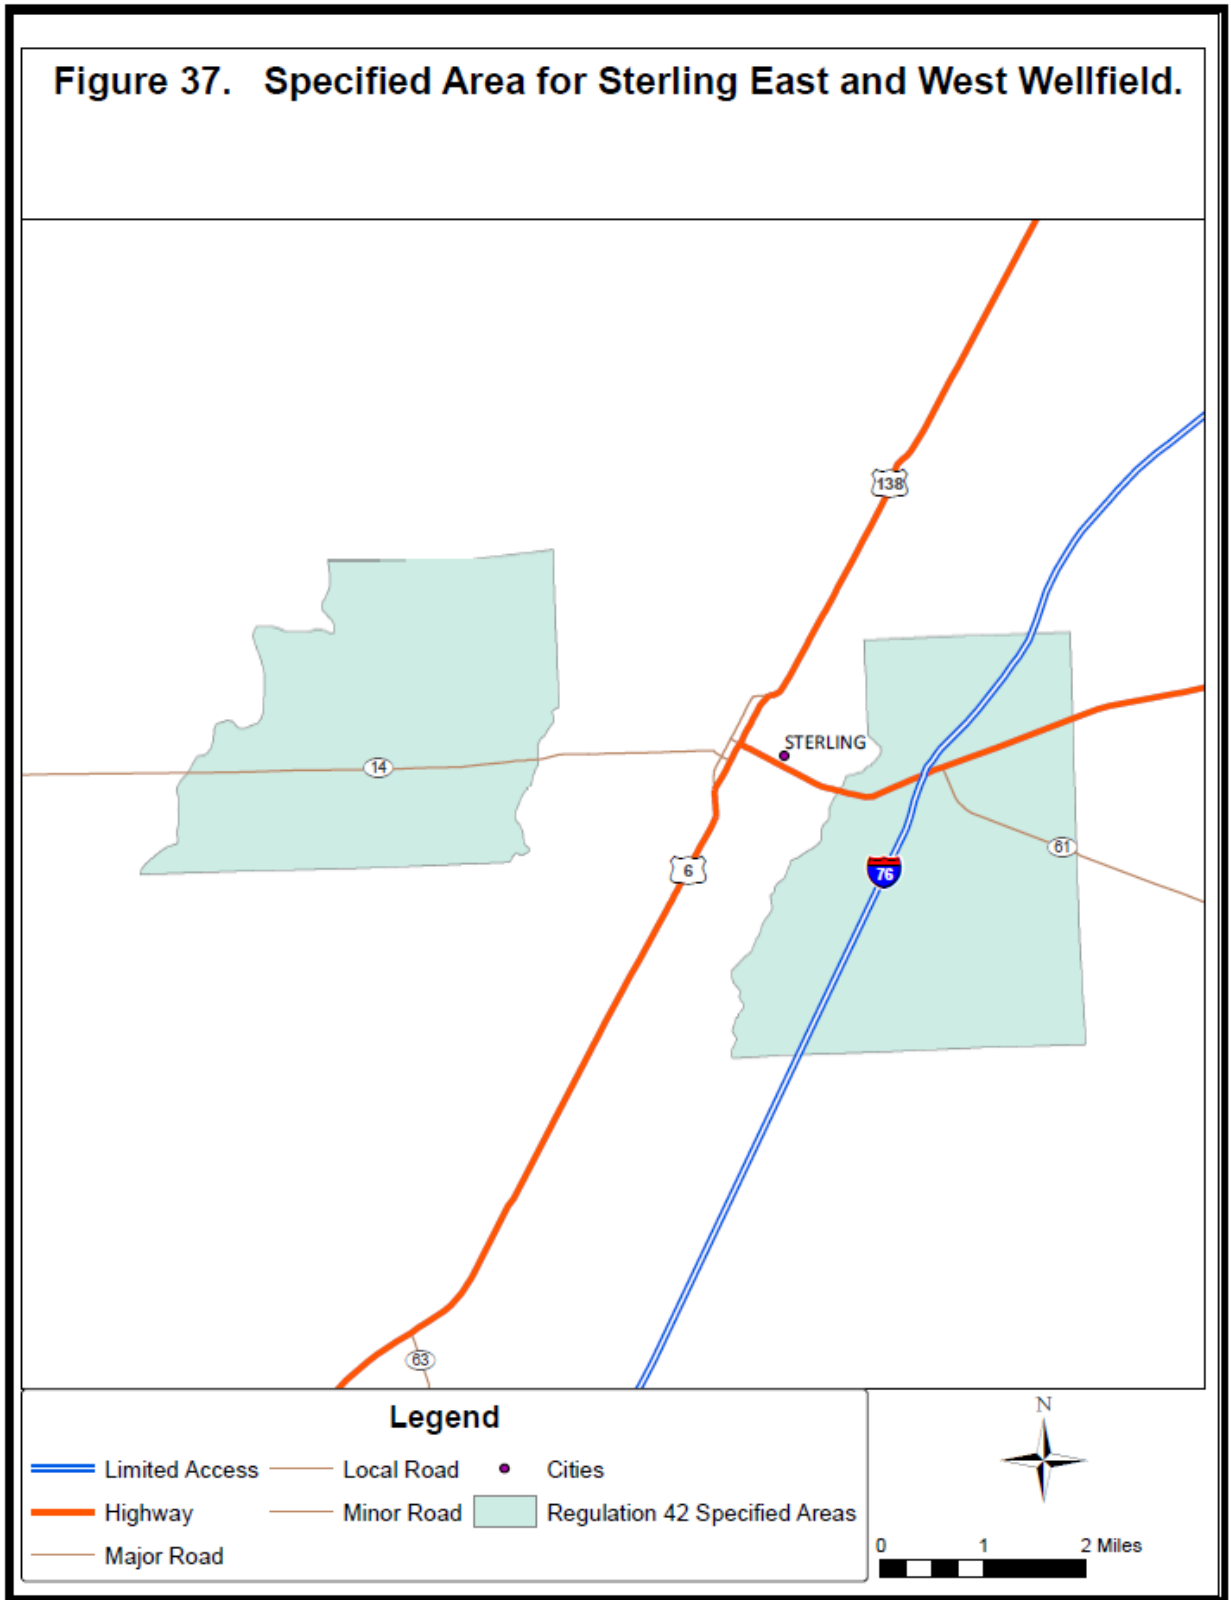 Figure 37. Specified Area for Sterling East and West Wellfield.
138
STERLING
14
61
6
76
63
Legend
Limited Access
Local Road
Cities
Highway
Minor Road
Regulation 42 Specified Areas
Major Road
N
0 1 2 Miles